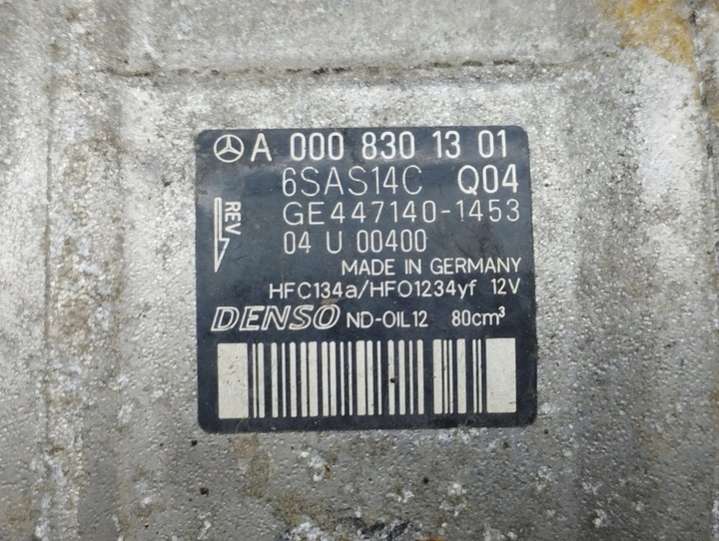 A 000 830 13 01
6SAS14C Q04
GE447140-1453
REV
04 U 00400
MADE IN GERMANY
HFC134a/HFO1234yf 12V
DENSO ND-OIL12 80cm³